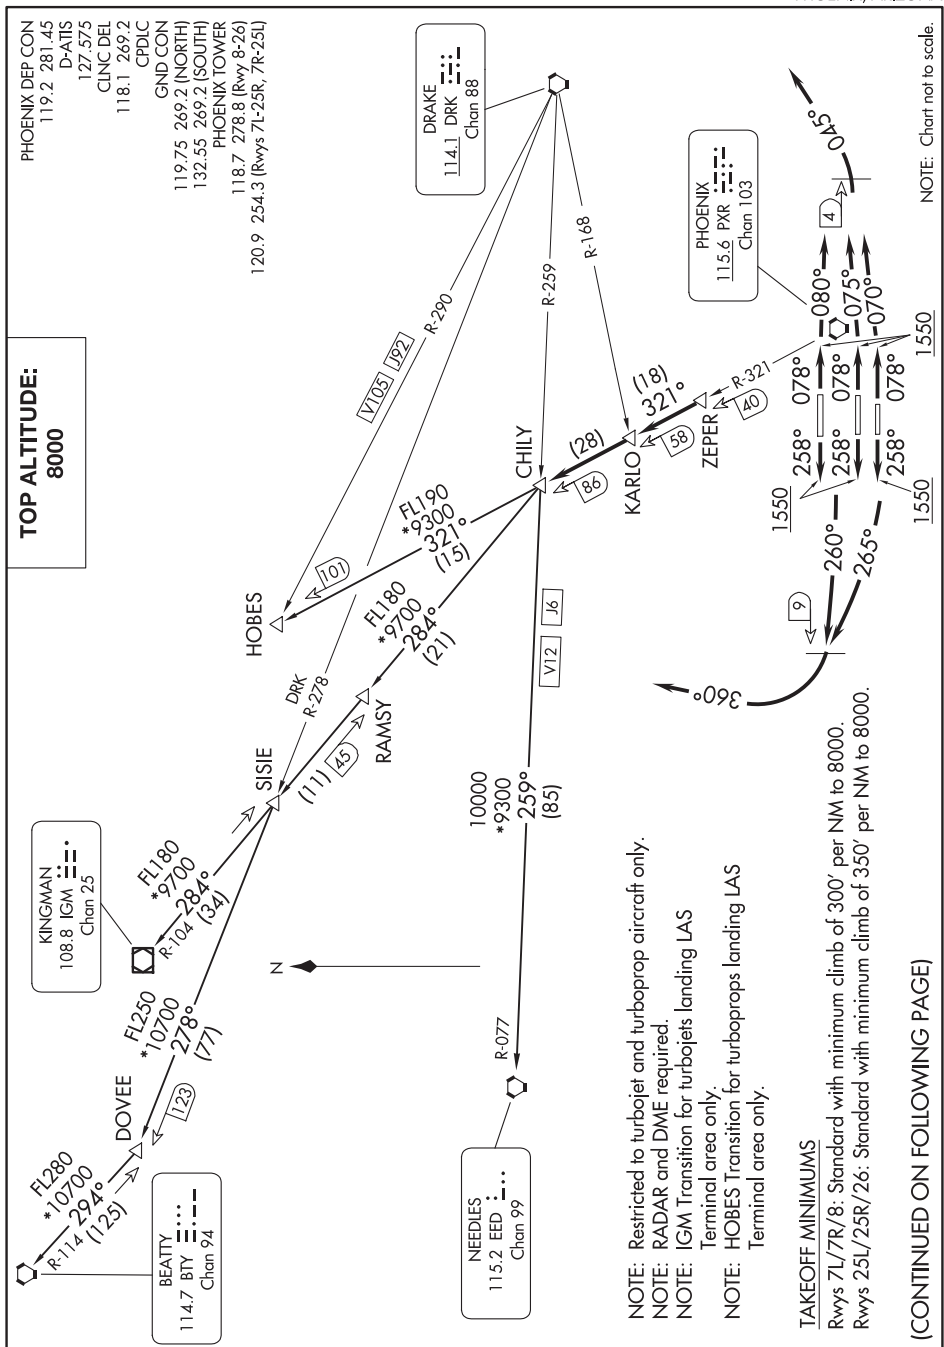 PHOENIX DEP CON
119.2 281.45
D-ATIS
127.575
CLNC DEL
118.1 269.2
CPDLC
GND CON
119.75 269.2 (NORTH)
132.55 269.2 (SOUTH)
PHOENIX TOWER
118.7 278.8 (Rwy 8-26)
120.9 254.3 (Rwys 7L-25R, 7R-25L)
TOP ALTITUDE:
8000
DRAKE
114.1 DRK
Chan 88
PHOENIX
115.6 PXR
Chan 103
KINGMAN
108.8 IGM
Chan 25
BEATTY
114.7 BTY
Chan 94
NEEDLES
115.2 EED
Chan 99
R-290
V105
J92
R-259
R-168
DRK
R-278
HOBES
101
FL190
*9300
321°
(15)
CHILY
86
(28)
KARLO
58
(18)
321°
ZEPER
40
R-321
FL180
*9700
284°
(21)
RAMSY
45
(11)
SISIE
FL180
*9700
284°
(34)
R-104
FL250
*10700
278°
(77)
DOVEE
123
FL280
*10700
294°
(125)
R-114
J6
V12
10000
*9300
259°
(85)
R-077
N
045°
4
080°
075°
070°
1550
078°
078°
078°
258°
258°
258°
1550
1550
260°
265°
9
360°
NOTE: Chart not to scale.
NOTE: Restricted to turbojet and turboprop aircraft only.
NOTE: RADAR and DME required.
NOTE: IGM Transition for turbojets landing LAS
Terminal area only.
NOTE: HOBES Transition for turboprops landing LAS
Terminal area only.
TAKEOFF MINIMUMS
Rwys 7L/7R/8: Standard with minimum climb of 300' per NM to 8000.
Rwys 25L/25R/26: Standard with minimum climb of 350' per NM to 8000.
(CONTINUED ON FOLLOWING PAGE)